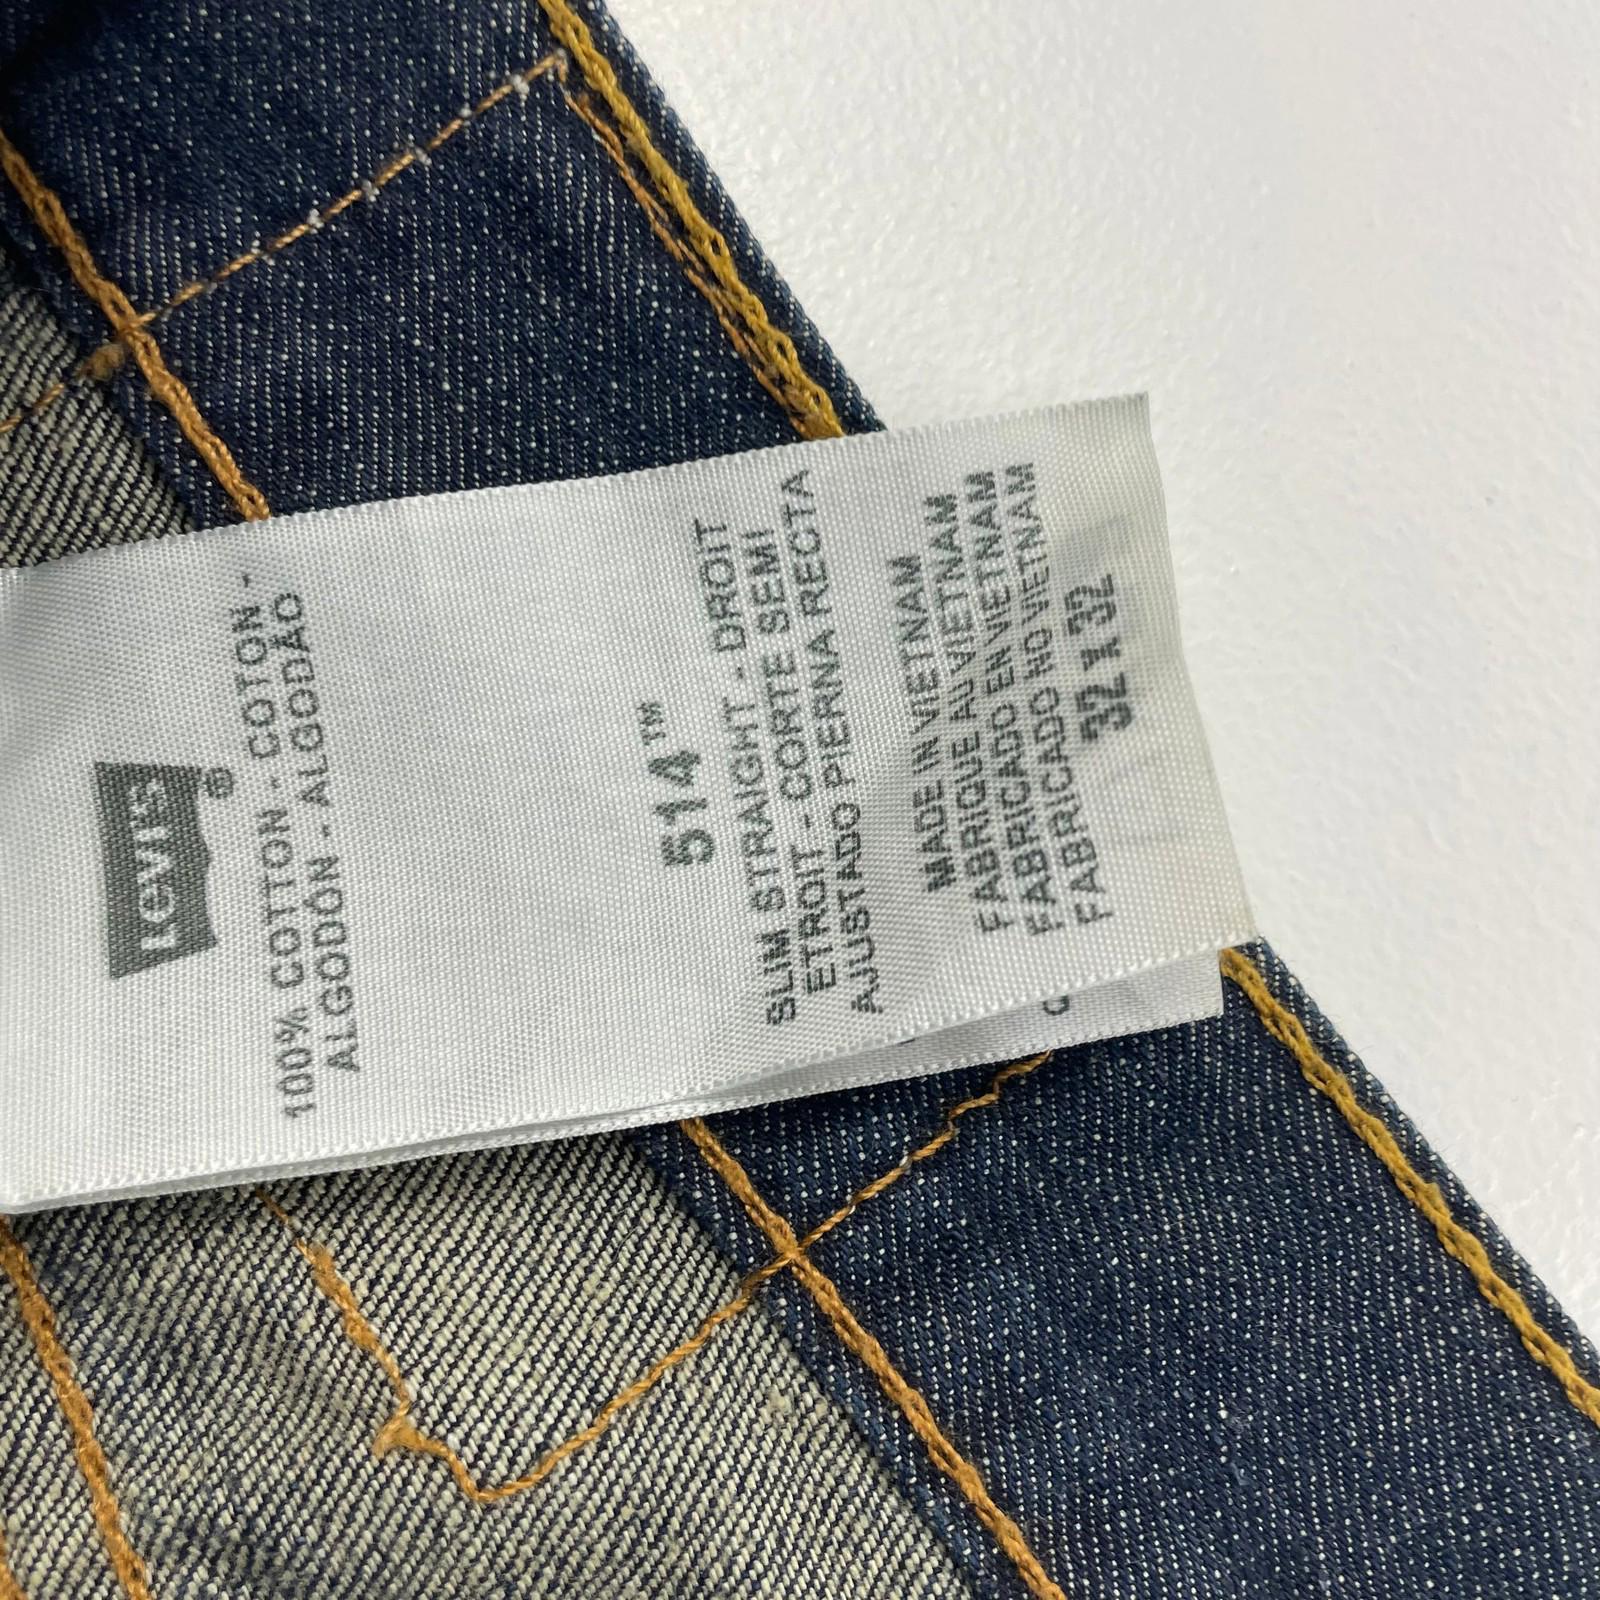 Levi's®
100% COTTON - COTON -
ALGODÓN - ALGODÃO
514™
SLIM STRAIGHT - DROIT
ETROIT - CORTE SEMI
AJUSTADO PIERNA RECTA
MADE IN VIETNAM
FABRIQUE AU VIETNAM
FABRICADO EN VIETNAM
FABRICADO NO VIETNAM
32 X 32